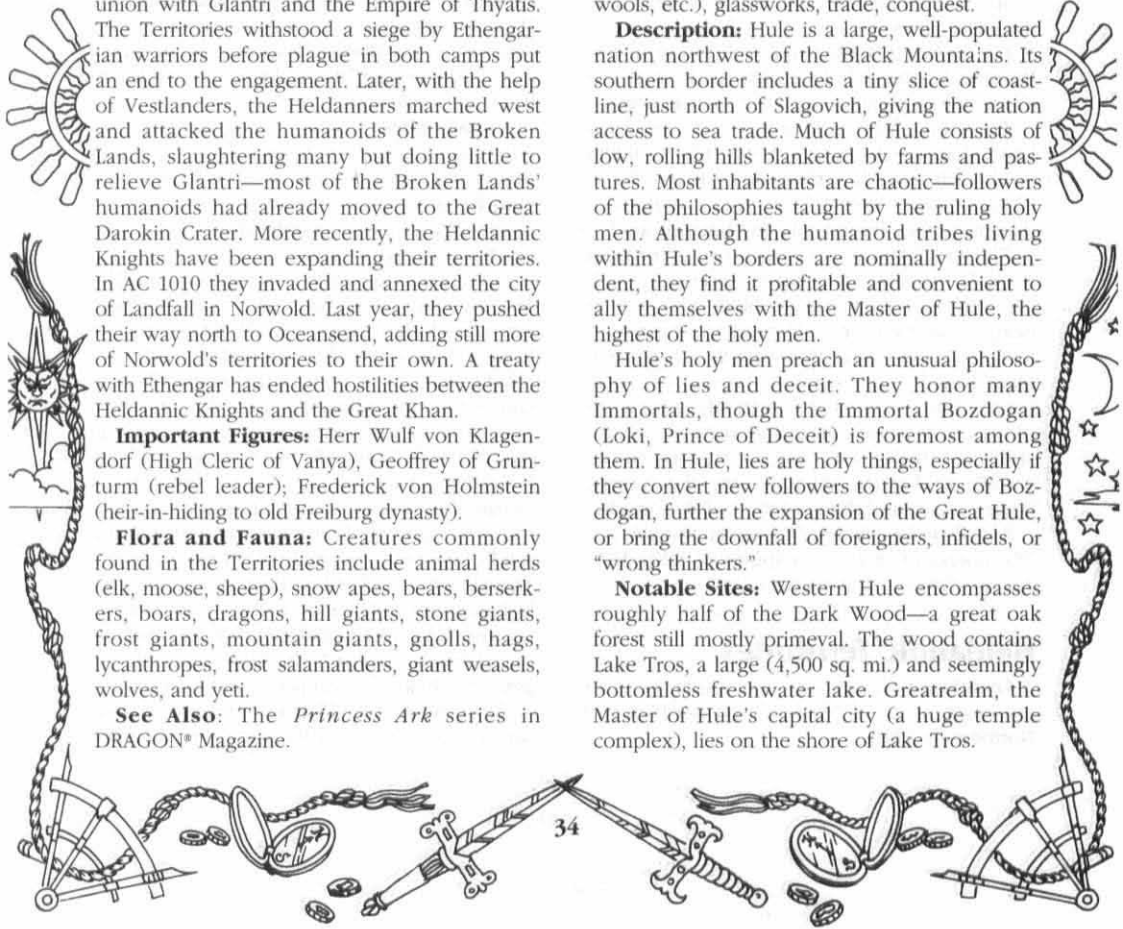 union with Glantri and the Empire of Thyatis.
The Territories withstood a siege by Ethengar-
ian warriors before plague in both camps put
an end to the engagement. Later, with the help
of Vestlanders, the Heldanners marched west
and attacked the humanoids of the Broken
Lands, slaughtering many but doing little to
relieve Glantri—most of the Broken Lands'
humanoids had already moved to the Great
Darokin Crater. More recently, the Heldannic
Knights have been expanding their territories.
In AC 1010 they invaded and annexed the city
of Landfall in Norwold. Last year, they pushed
their way north to Oceansend, adding still more
of Norwold's territories to their own. A treaty
with Ethengar has ended hostilities between the
Heldannic Knights and the Great Khan.
Important Figures: Herr Wulf von Klagen-
dorf (High Cleric of Vanya), Geoffrey of Grun-
turm (rebel leader); Frederick von Holmstein
(heir-in-hiding to old Freiburg dynasty).
Flora and Fauna: Creatures commonly
found in the Territories include animal herds
(elk, moose, sheep), snow apes, bears, berserk-
ers, boars, dragons, hill giants, stone giants,
frost giants, mountain giants, gnolls, hags,
lycanthropes, frost salamanders, giant weasels,
wolves, and yeti.
See Also: The Princess Ark series in
DRAGON® Magazine.
wools, etc.), glassworks, trade, conquest.
Description: Hule is a large, well-populated
nation northwest of the Black Mountains. Its
southern border includes a tiny slice of coast-
line, just north of Slagovich, giving the nation
access to sea trade. Much of Hule consists of
low, rolling hills blanketed by farms and pas-
tures. Most inhabitants are chaotic—followers
of the philosophies taught by the ruling holy
men. Although the humanoid tribes living
within Hule's borders are nominally indepen-
dent, they find it profitable and convenient to
ally themselves with the Master of Hule, the
highest of the holy men.
Hule's holy men preach an unusual philoso-
phy of lies and deceit. They honor many
Immortals, though the Immortal Bozdogan
(Loki, Prince of Deceit) is foremost among
them. In Hule, lies are holy things, especially if
they convert new followers to the ways of Boz-
dogan, further the expansion of the Great Hule,
or bring the downfall of foreigners, infidels, or
"wrong thinkers."
Notable Sites: Western Hule encompasses
roughly half of the Dark Wood—a great oak
forest still mostly primeval. The wood contains
Lake Tros, a large (4,500 sq. mi.) and seemingly
bottomless freshwater lake. Greatrealm, the
Master of Hule's capital city (a huge temple
complex), lies on the shore of Lake Tros.
34